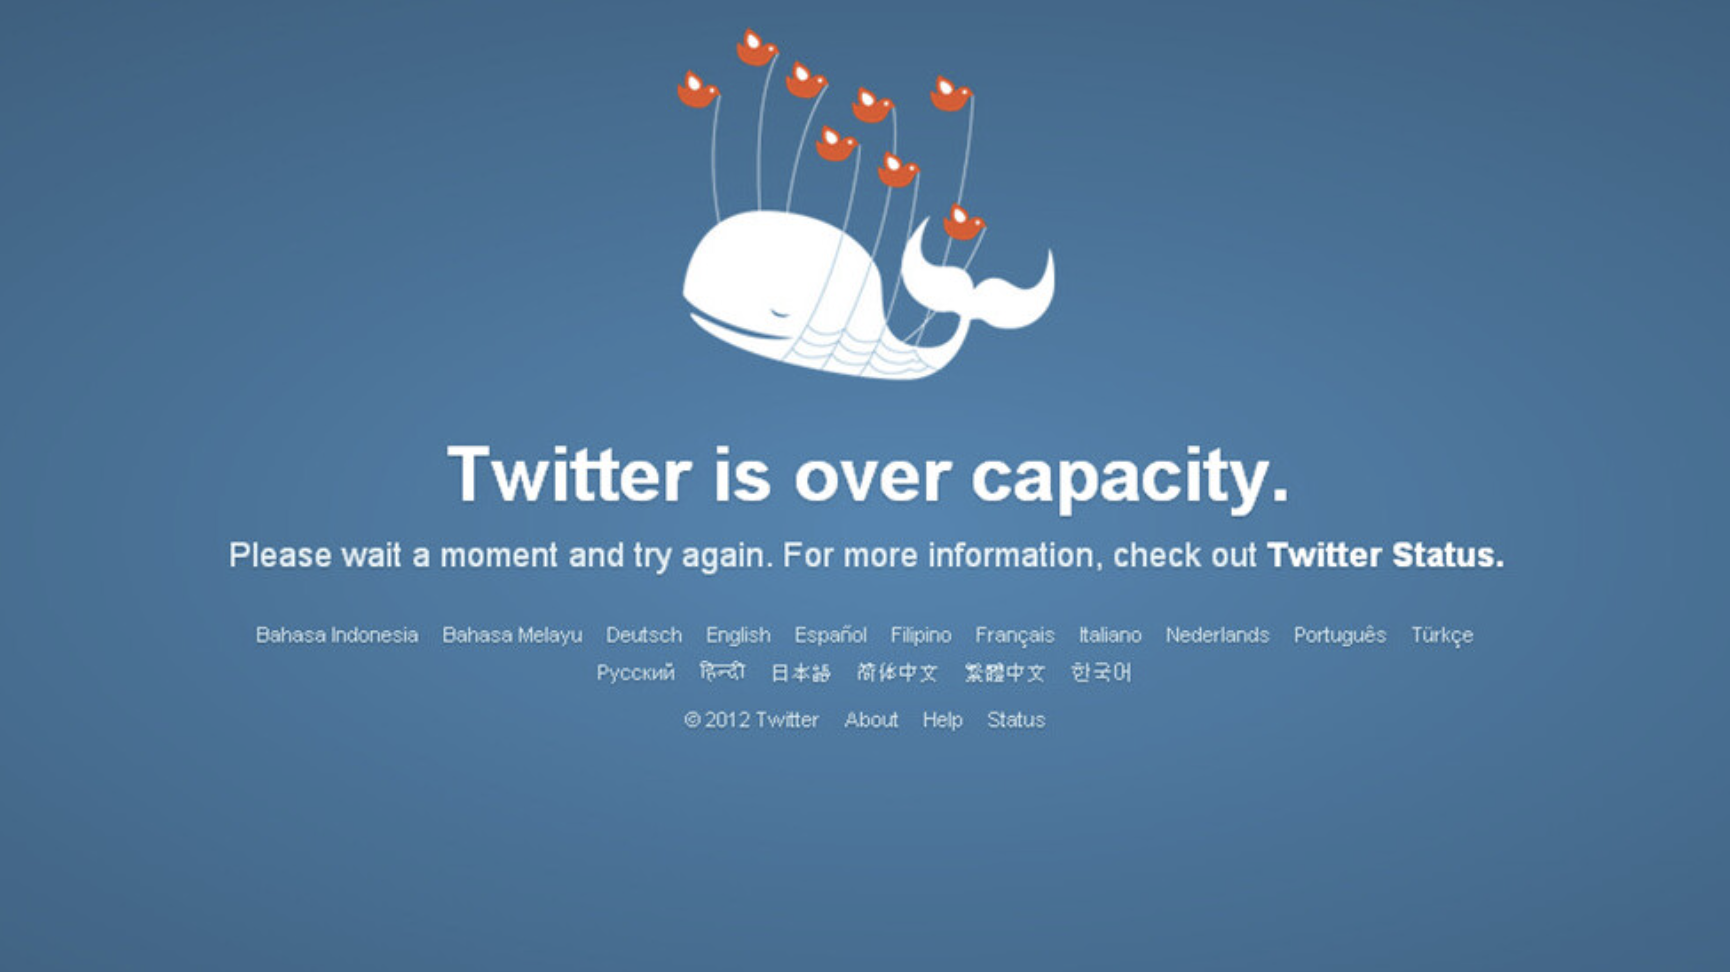 Twitter is over capacity.
Please wait a moment and try again. For more information, check out Twitter Status.
Bahasa Indonesia Bahasa Melayu Deutsch English Español Filipino Français Italiano Nederlands Português Türkçe
Русский हिन्दी 日本語 简体中文 繁體中文 한국어
© 2012 Twitter About Help Status